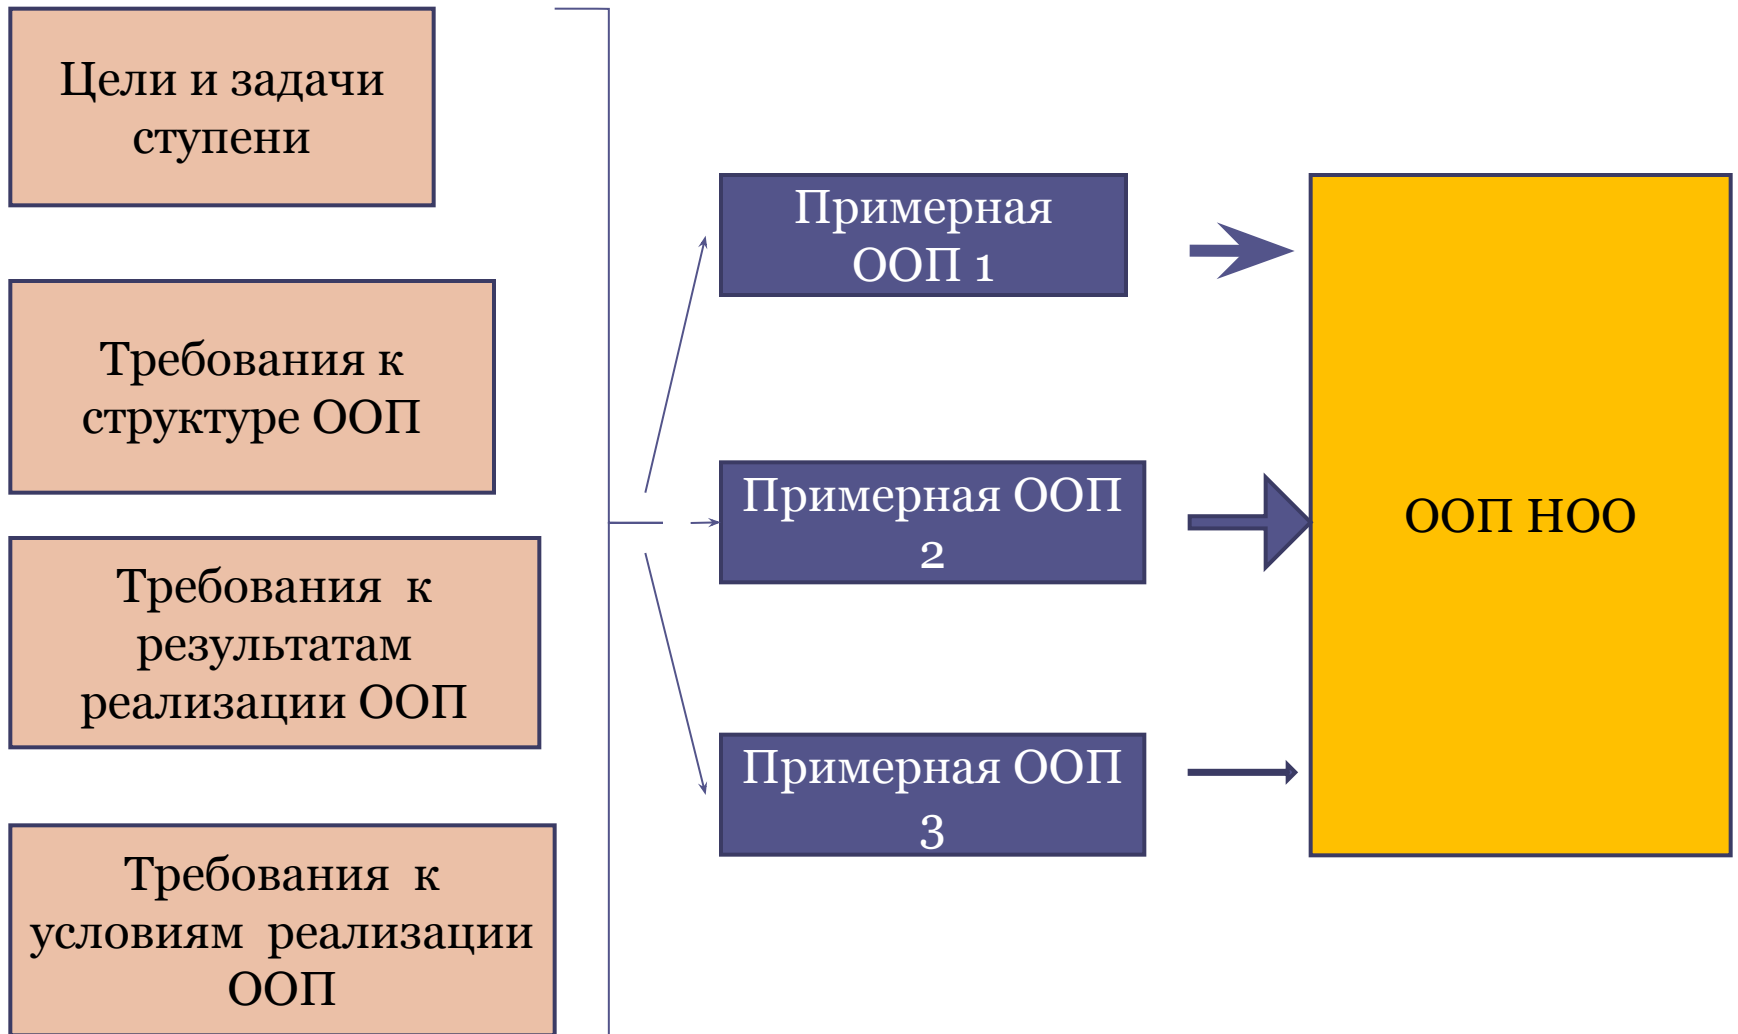 Цели и задачи
ступени
Требования к
структуре ООП
Требования  к
результатам
реализации ООП
Требования  к
условиям  реализации
ООП
Примерная
ООП 1
Примерная ООП
2
Примерная ООП
3
ООП НОО